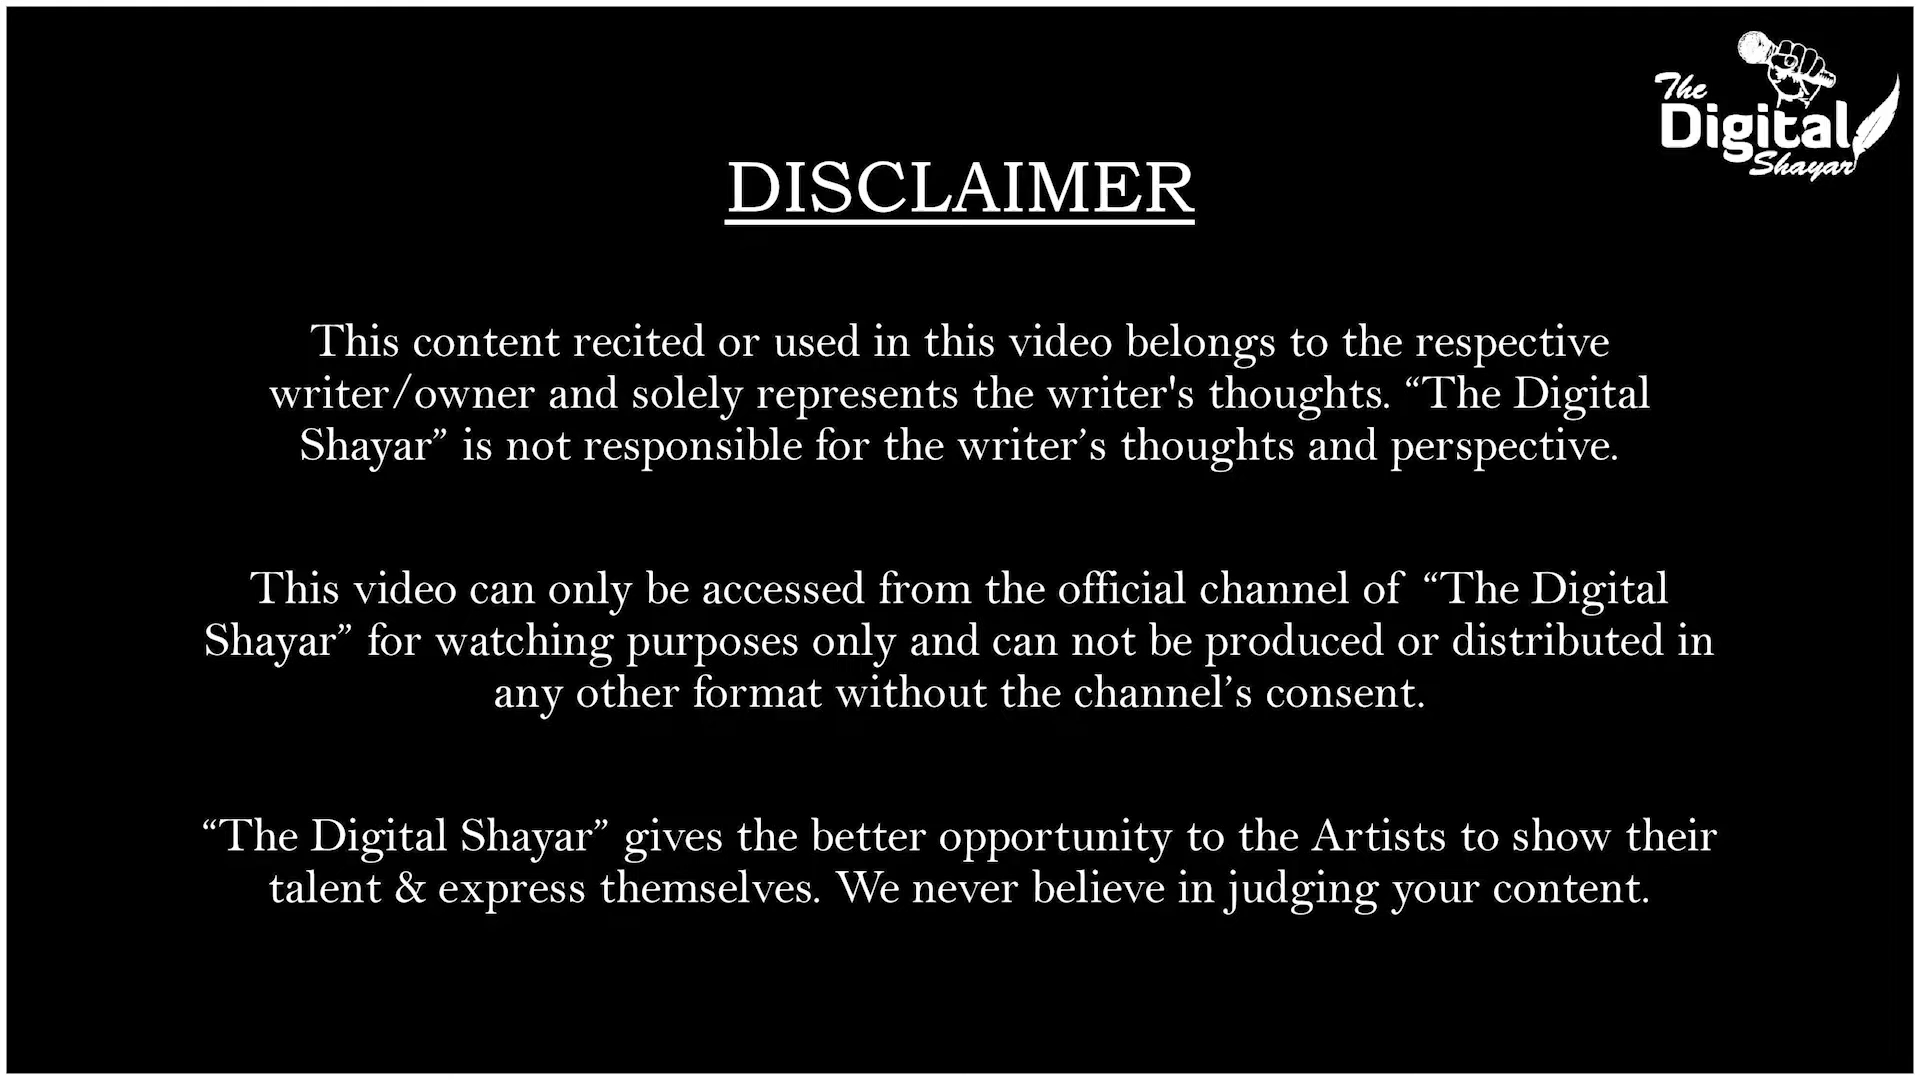 The
Digital
Shayar
DISCLAIMER
This content recited or used in this video belongs to the respective
writer/owner and solely represents the writer's thoughts. “The Digital
Shayar” is not responsible for the writer’s thoughts and perspective.
This video can only be accessed from the official channel of “The Digital
Shayar” for watching purposes only and can not be produced or distributed in
any other format without the channel’s consent.
“The Digital Shayar” gives the better opportunity to the Artists to show their
talent & express themselves. We never believe in judging your content.